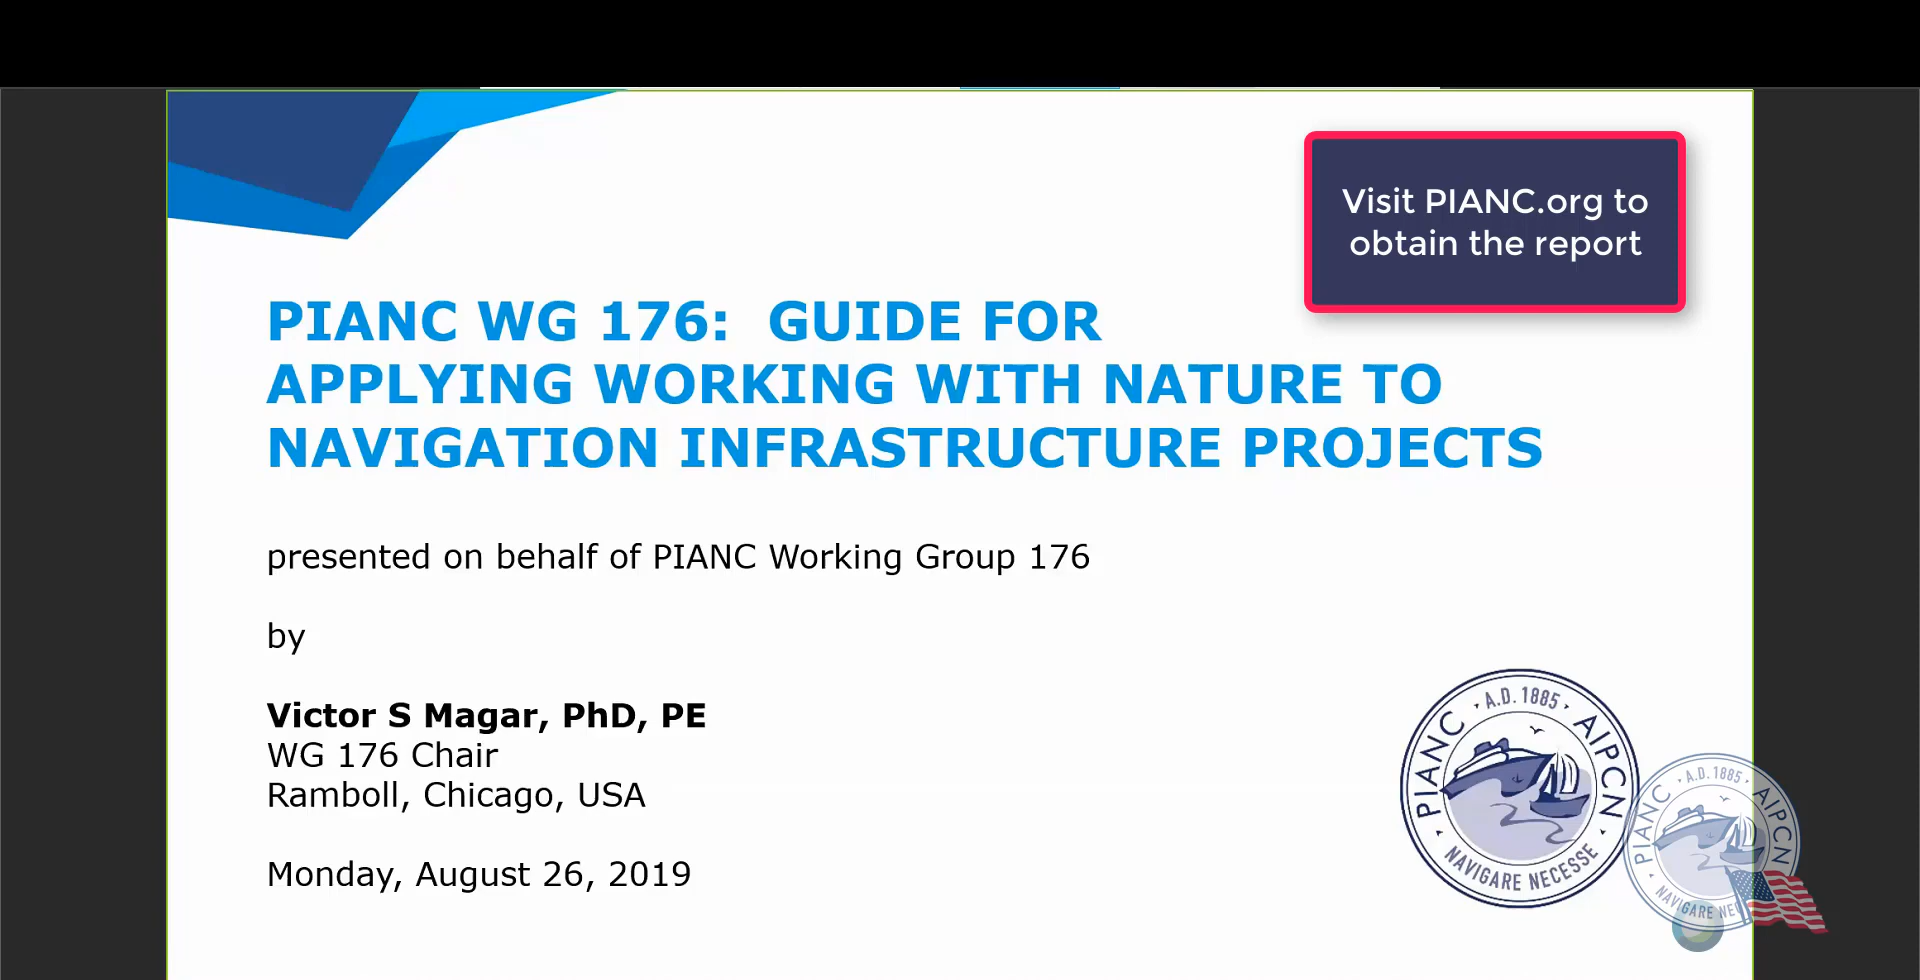 Visit PIANC.org to
obtain the report
PIANC WG 176:  GUIDE FOR
APPLYING WORKING WITH NATURE TO
NAVIGATION INFRASTRUCTURE PROJECTS
presented on behalf of PIANC Working Group 176
by
Victor S Magar, PhD, PE
WG 176 Chair
Ramboll, Chicago, USA
Monday, August 26, 2019
PIANC · A.D. 1885 · AIPCN
NAVIGARE NECESSE
PIANC · A.D. 1885 · AIPCN
NAVIGARE NEC